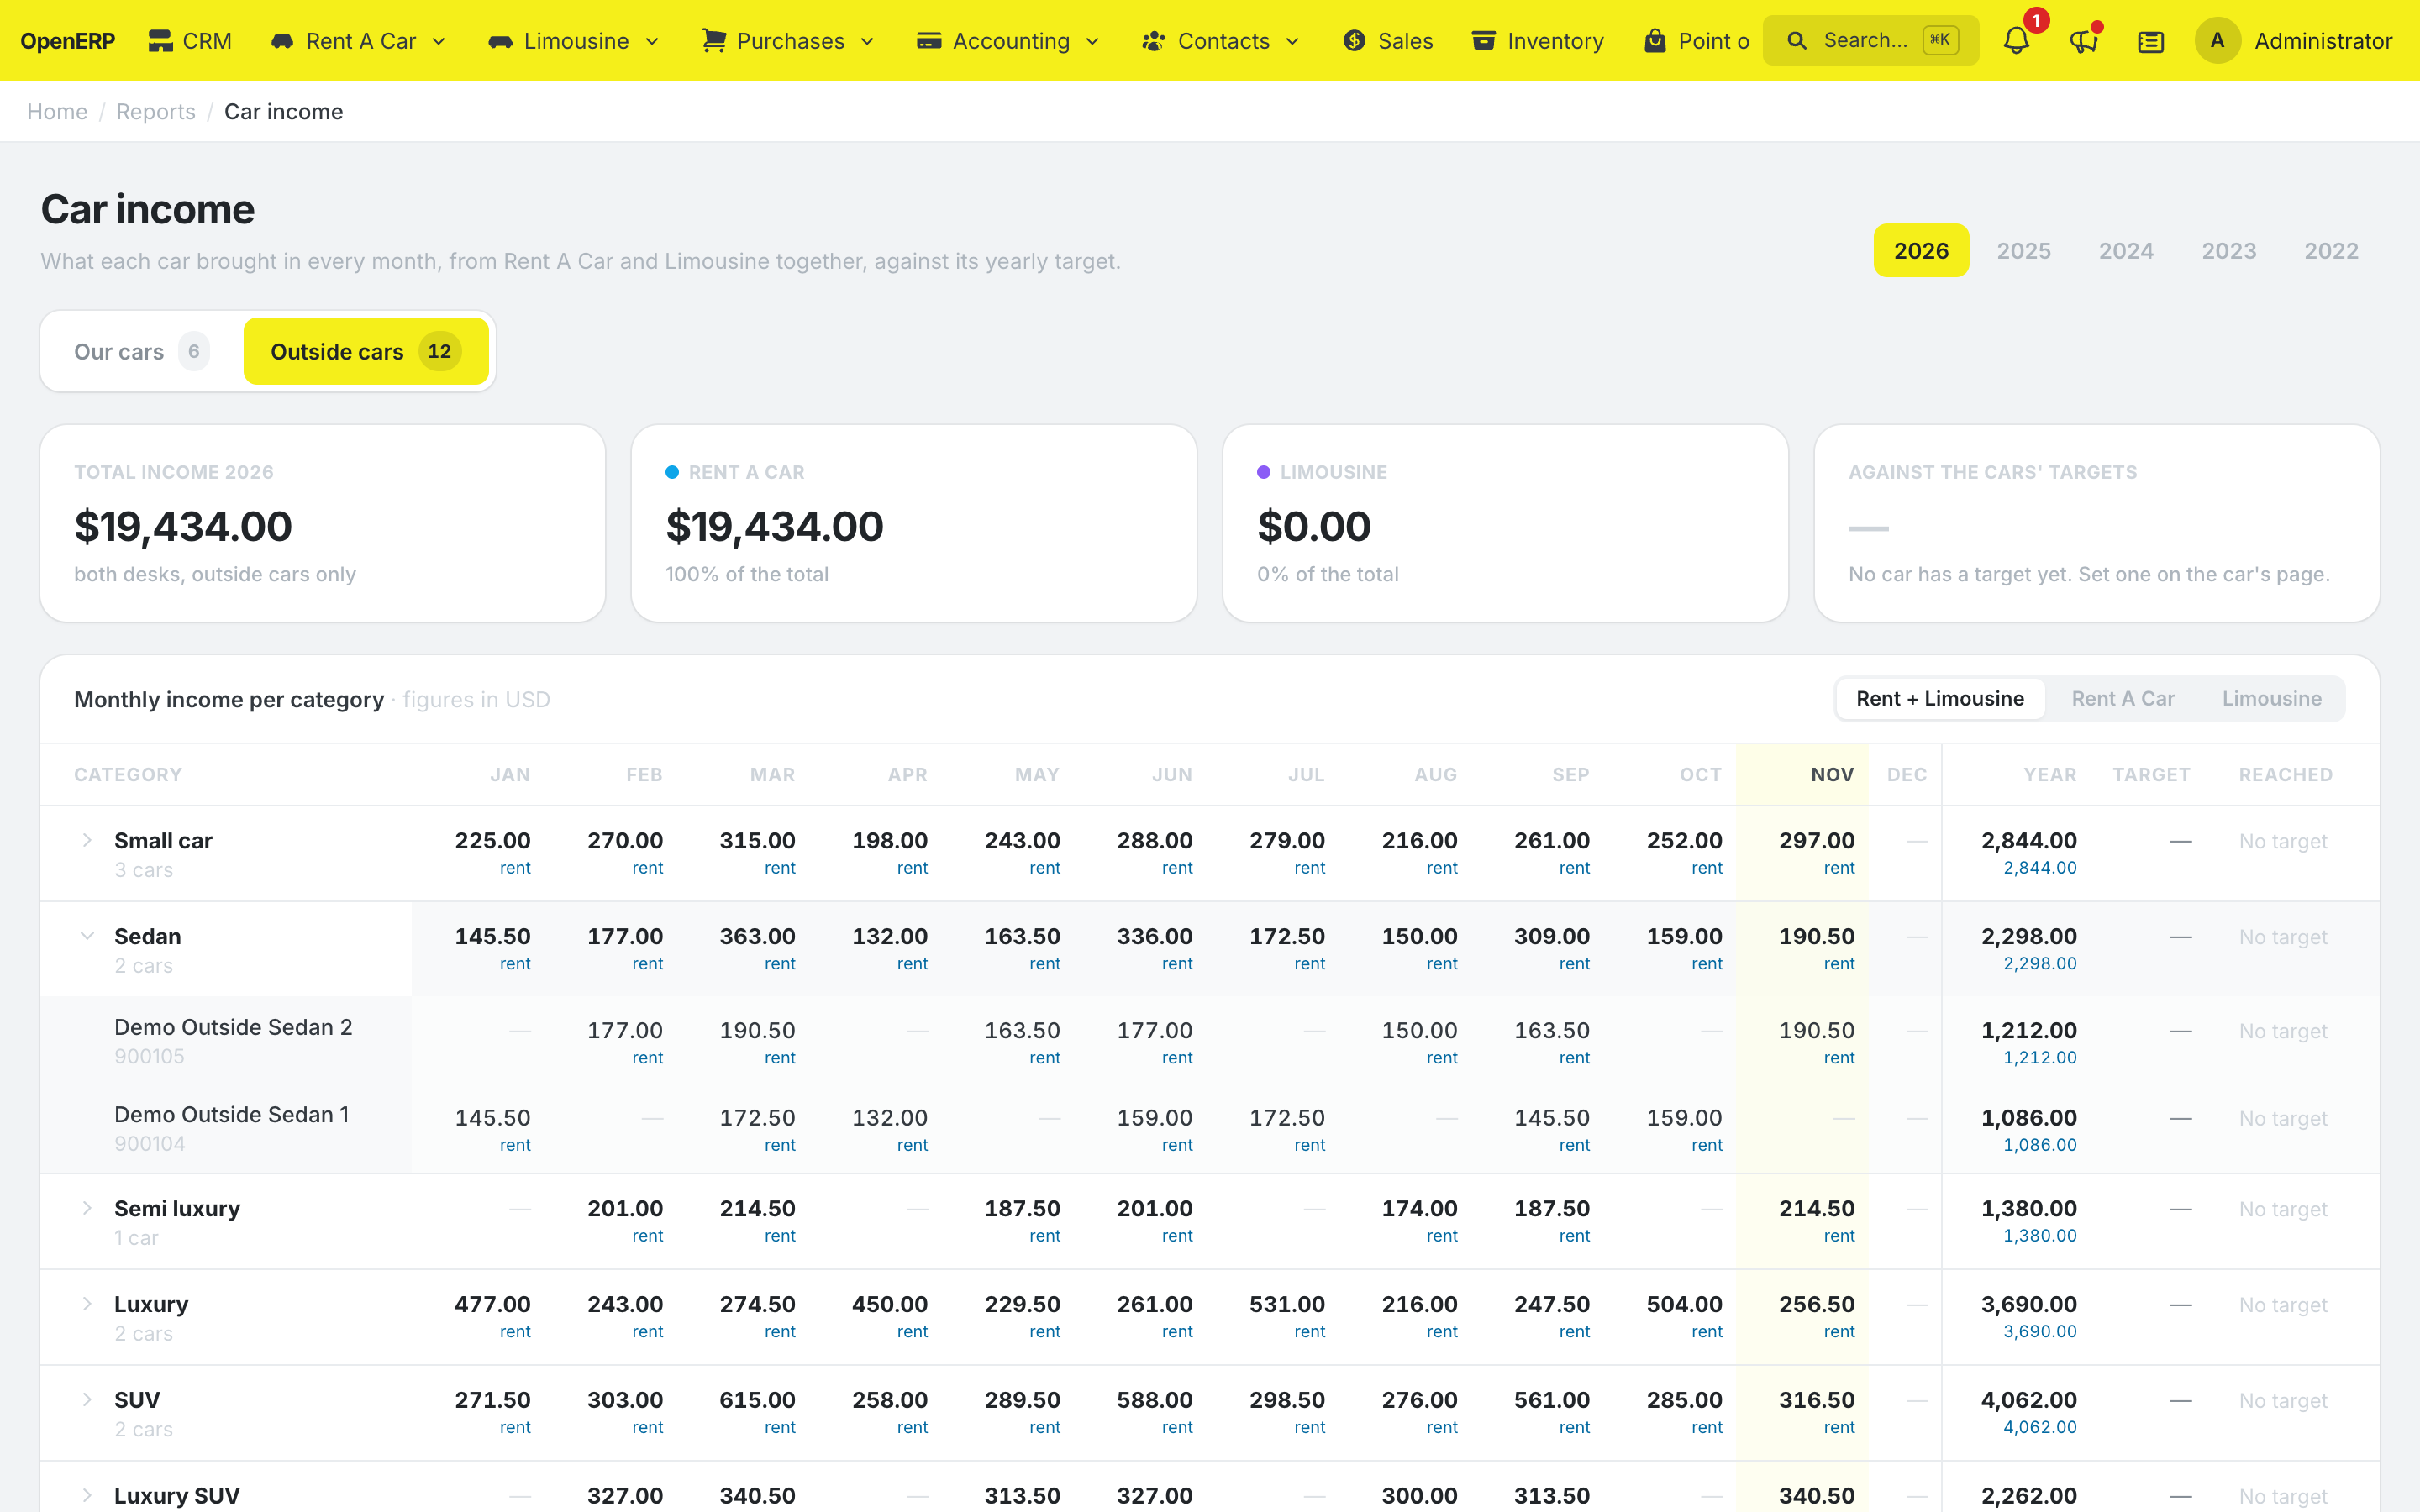 OpenERP CRM Rent A Car Limousine Purchases Accounting Contacts Sales Inventory Point o Search... ⌘K 1 A Administrator
Home / Reports / Car income
Car income
What each car brought in every month, from Rent A Car and Limousine together, against its yearly target.
2026 2025 2024 2023 2022
Our cars 6 Outside cars 12
TOTAL INCOME 2026
$19,434.00
both desks, outside cars only
RENT A CAR
$19,434.00
100% of the total
LIMOUSINE
$0.00
0% of the total
AGAINST THE CARS' TARGETS
—
No car has a target yet. Set one on the car's page.
Monthly income per category · figures in USD
Rent + Limousine Rent A Car Limousine
CATEGORY JAN FEB MAR APR MAY JUN JUL AUG SEP OCT NOV DEC YEAR TARGET REACHED
Small car 225.00 270.00 315.00 198.00 243.00 288.00 279.00 216.00 261.00 252.00 297.00 — 2,844.00 — No target
3 cars rent rent rent rent rent rent rent rent rent rent rent 2,844.00
Sedan 145.50 177.00 363.00 132.00 163.50 336.00 172.50 150.00 309.00 159.00 190.50 — 2,298.00 — No target
2 cars rent rent rent rent rent rent rent rent rent rent rent 2,298.00
Demo Outside Sedan 2 — 177.00 190.50 — 163.50 177.00 — 150.00 163.50 — 190.50 — 1,212.00 — No target
900105 rent rent rent rent rent rent rent 1,212.00
Demo Outside Sedan 1 145.50 — 172.50 132.00 — 159.00 172.50 — 145.50 159.00 — — 1,086.00 — No target
900104 rent rent rent rent rent rent rent 1,086.00
Semi luxury — 201.00 214.50 — 187.50 201.00 — 174.00 187.50 — 214.50 — 1,380.00 — No target
1 car rent rent rent rent rent rent rent 1,380.00
Luxury 477.00 243.00 274.50 450.00 229.50 261.00 531.00 216.00 247.50 504.00 256.50 — 3,690.00 — No target
2 cars rent rent rent rent rent rent rent rent rent rent rent 3,690.00
SUV 271.50 303.00 615.00 258.00 289.50 588.00 298.50 276.00 561.00 285.00 316.50 — 4,062.00 — No target
2 cars rent rent rent rent rent rent rent rent rent rent rent 4,062.00
Luxury SUV — 327.00 340.50 — 313.50 327.00 — 300.00 313.50 — 340.50 — 2,262.00 — No target